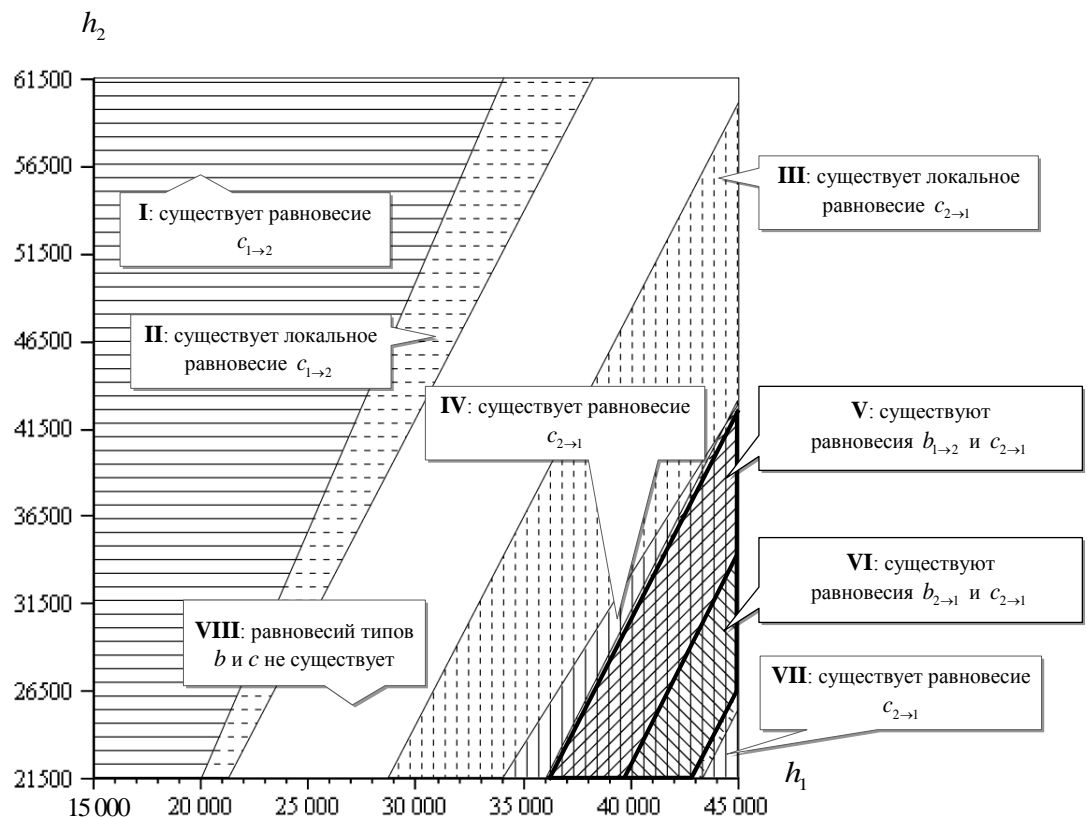 h₂
61500
56500
51500
46500
41500
36500
31500
26500
21500
15 000 20 000 25 000 30 000 35 000 40 000 45 000
h₁
I: существует равновесие
c₁→₂
II: существует локальное
равновесие c₁→₂
III: существует локальное
равновесие c₂→₁
IV: существует равновесие
c₂→₁
V: существуют
равновесия b₁→₂ и c₂→₁
VI: существуют
равновесия b₂→₁ и c₂→₁
VII: существует равновесие
c₂→₁
VIII: равновесий типов
b и c не существует